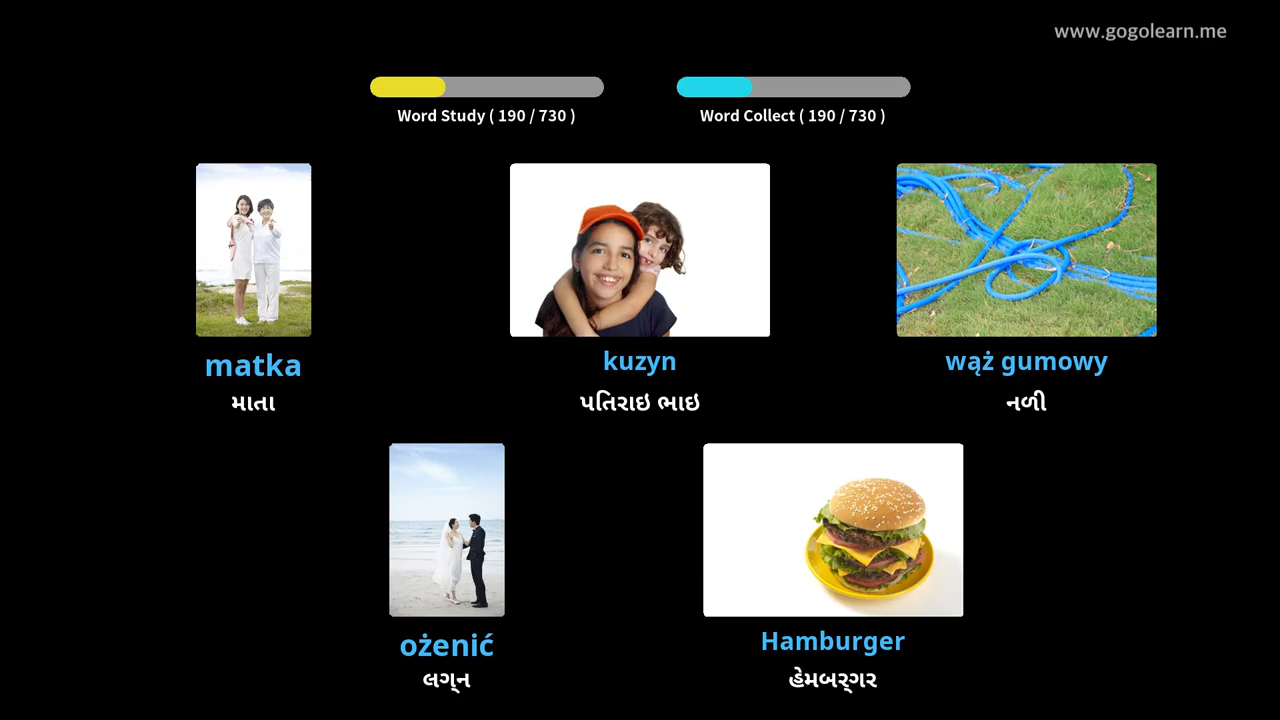 www.gogolearn.me
Word Study ( 190 / 730 )
Word Collect ( 190 / 730 )
matka
kuzyn
wąż gumowy
માતા
પતિરાઇ ભાઇ
નળી
ożenić
Hamburger
લગ્‍ન
હેમબર્‍ગર